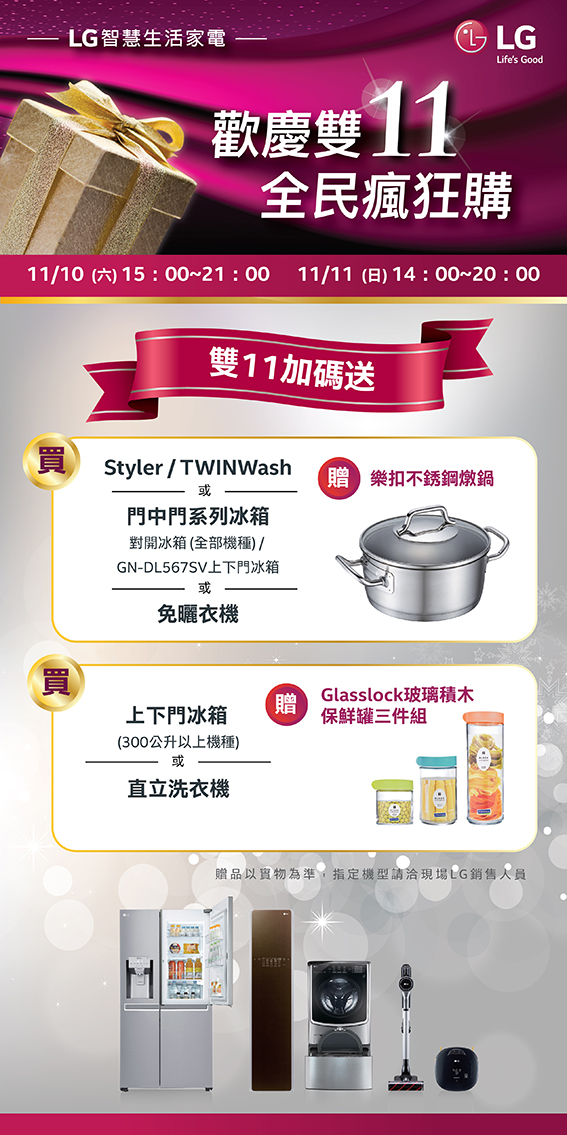 LG智慧生活家電
LG
Life's Good
歡慶雙11
全民瘋狂購
11/10 (六) 15：00~21：00 11/11 (日) 14：00~20：00
雙11加碼送
買
Styler / TWINWash
或
門中門系列冰箱
對開冰箱 (全部機種) /
GN-DL567SV上下門冰箱
或
免曬衣機
贈
樂扣不銹鋼燉鍋
買
上下門冰箱
(300公升以上機種)
或
直立洗衣機
贈
Glasslock玻璃積木
保鮮罐三件組
贈品以實物為準，指定機型請洽現場LG銷售人員